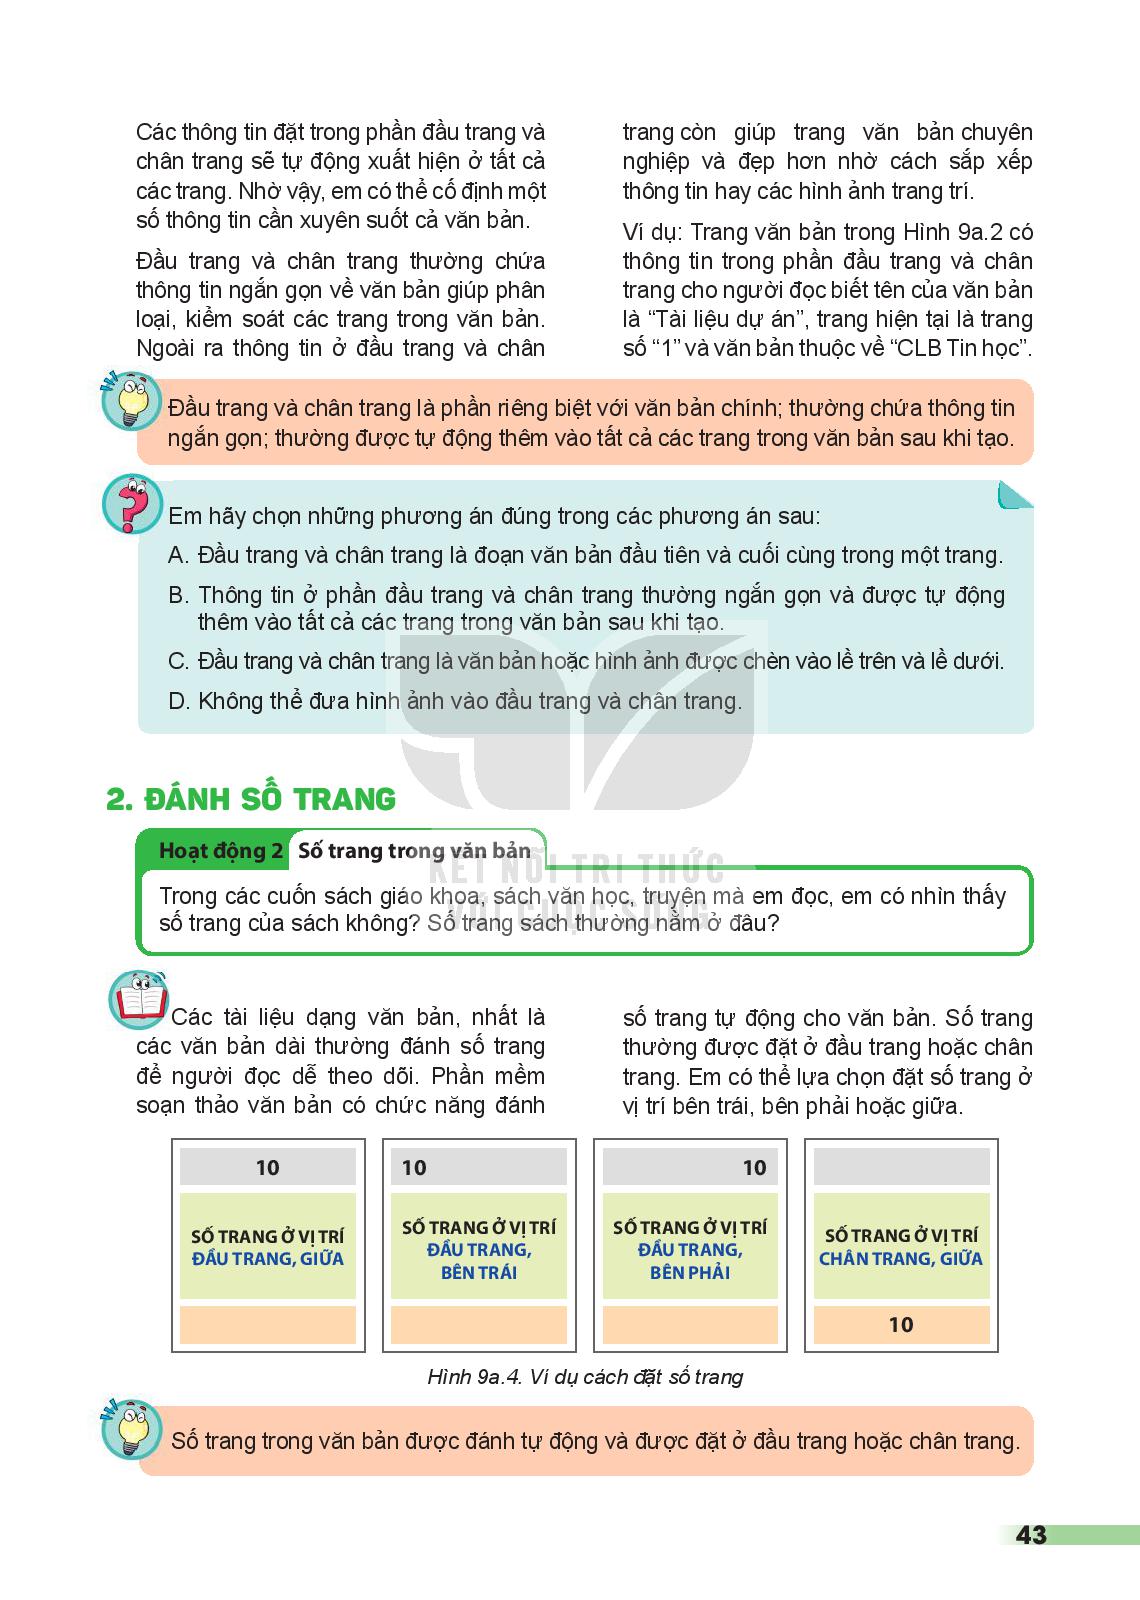 Các thông tin đặt trong phần đầu trang và
chân trang sẽ tự động xuất hiện ở tất cả
các trang. Nhờ vậy, em có thể cố định một
số thông tin cần xuyên suốt cả văn bản.
Đầu trang và chân trang thường chứa
thông tin ngắn gọn về văn bản giúp phân
loại, kiểm soát các trang trong văn bản.
Ngoài ra thông tin ở đầu trang và chân
trang còn giúp trang văn bản chuyên
nghiệp và đẹp hơn nhờ cách sắp xếp
thông tin hay các hình ảnh trang trí.
Ví dụ: Trang văn bản trong Hình 9a.2 có
thông tin trong phần đầu trang và chân
trang cho người đọc biết tên của văn bản
là “Tài liệu dự án”, trang hiện tại là trang
số “1” và văn bản thuộc về “CLB Tin học”.
Đầu trang và chân trang là phần riêng biệt với văn bản chính; thường chứa thông tin
ngắn gọn; thường được tự động thêm vào tất cả các trang trong văn bản sau khi tạo.
Em hãy chọn những phương án đúng trong các phương án sau:
A. Đầu trang và chân trang là đoạn văn bản đầu tiên và cuối cùng trong một trang.
B. Thông tin ở phần đầu trang và chân trang thường ngắn gọn và được tự động
thêm vào tất cả các trang trong văn bản sau khi tạo.
C. Đầu trang và chân trang là văn bản hoặc hình ảnh được chèn vào lề trên và lề dưới.
D. Không thể đưa hình ảnh vào đầu trang và chân trang.
2. ĐÁNH SỐ TRANG
Hoạt động 2 Số trang trong văn bản
KẾT NỐI TRI THỨC
VỚI CUỘC SỐNG
Trong các cuốn sách giáo khoa, sách văn học, truyện mà em đọc, em có nhìn thấy
số trang của sách không? Số trang sách thường nằm ở đâu?
Các tài liệu dạng văn bản, nhất là
các văn bản dài thường đánh số trang
để người đọc dễ theo dõi. Phần mềm
soạn thảo văn bản có chức năng đánh
số trang tự động cho văn bản. Số trang
thường được đặt ở đầu trang hoặc chân
trang. Em có thể lựa chọn đặt số trang ở
vị trí bên trái, bên phải hoặc giữa.
10
SỐ TRANG Ở VỊ TRÍ
ĐẦU TRANG, GIỮA
10
SỐ TRANG Ở VỊ TRÍ
ĐẦU TRANG,
BÊN TRÁI
10
SỐ TRANG Ở VỊ TRÍ
ĐẦU TRANG,
BÊN PHẢI
SỐ TRANG Ở VỊ TRÍ
CHÂN TRANG, GIỮA
10
Hình 9a.4. Ví dụ cách đặt số trang
Số trang trong văn bản được đánh tự động và được đặt ở đầu trang hoặc chân trang.
43